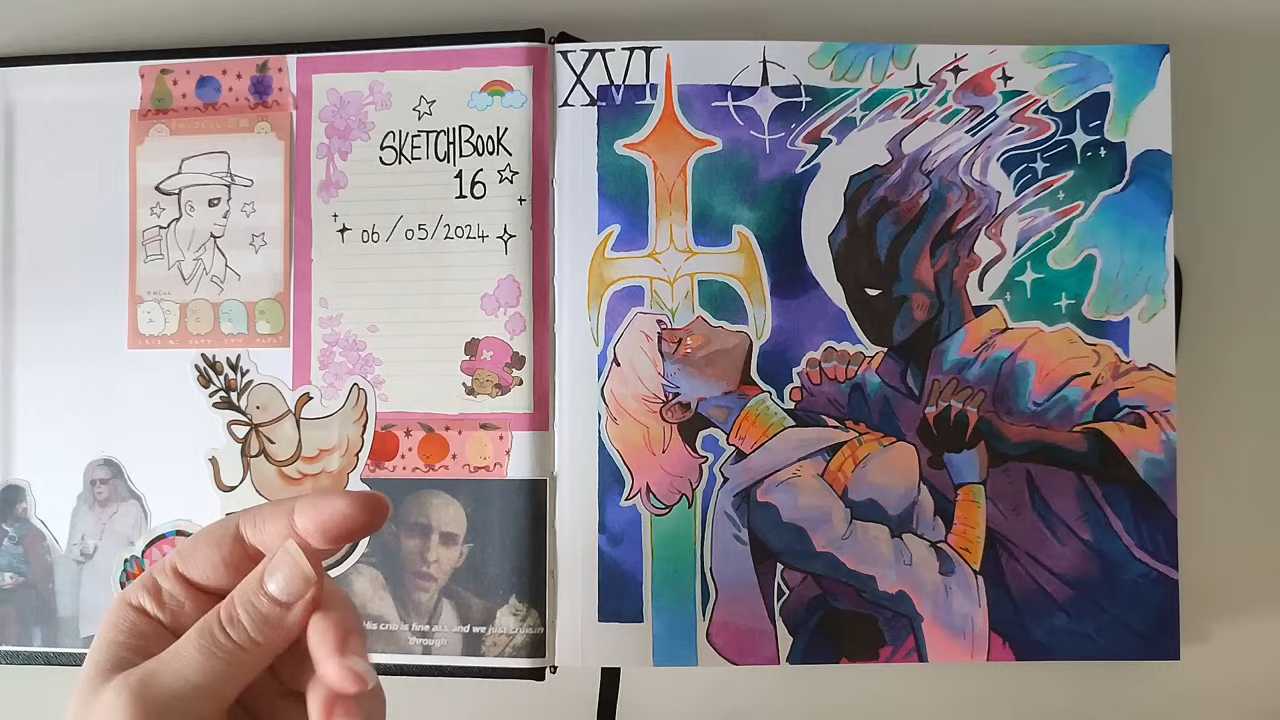 SKETCHBOOK
16
06/05/2024
His crib is fine ass and we just cruisin
through
XVI